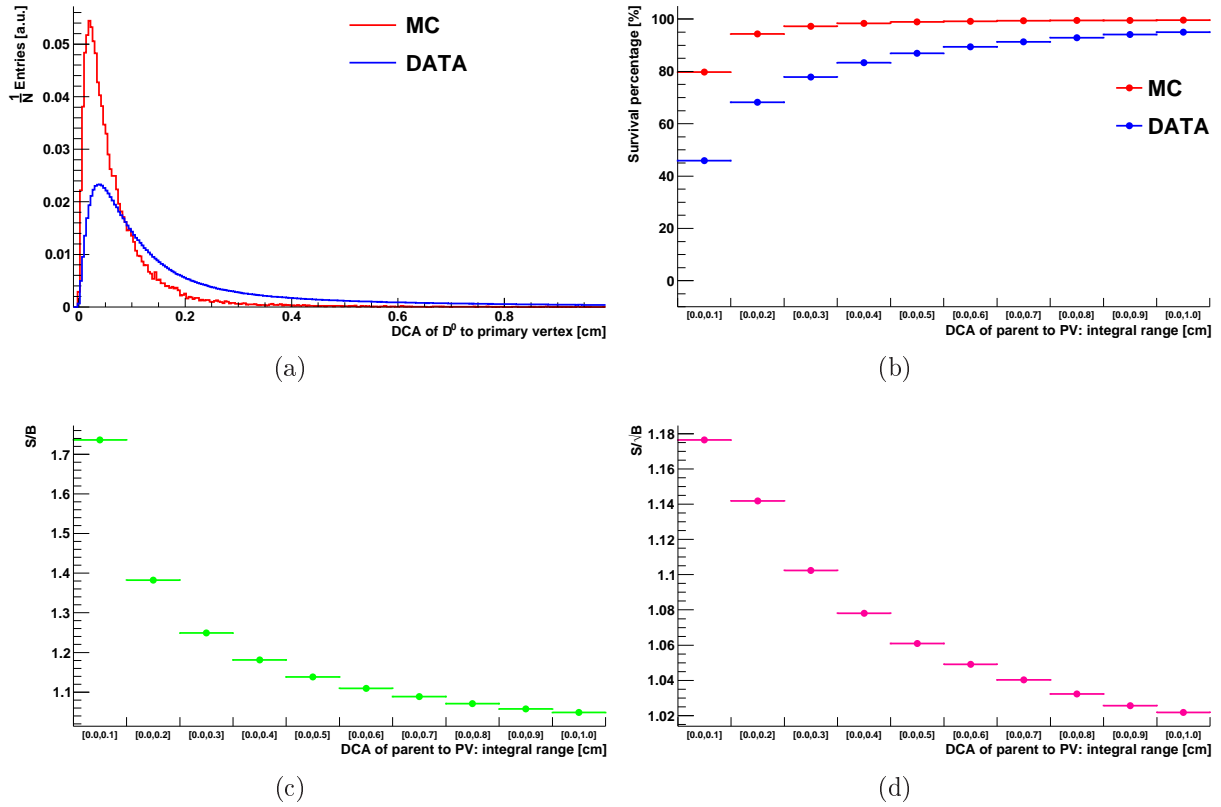 1/N Entries [a.u.]
0.05
0.04
0.03
0.02
0.01
0
0 0.2 0.4 0.6 0.8
DCA of D⁰ to primary vertex [cm]
MC
DATA
(a)
Survival percentage [%]
100
80
60
40
20
0
MC
DATA
[0.0,0.1] [0.0,0.2] [0.0,0.3] [0.0,0.4] [0.0,0.5] [0.0,0.6] [0.0,0.7] [0.0,0.8] [0.0,0.9] [0.0,1.0]
DCA of parent to PV: integral range [cm]
(b)
S/B
1.7
1.6
1.5
1.4
1.3
1.2
1.1
[0.0,0.1] [0.0,0.2] [0.0,0.3] [0.0,0.4] [0.0,0.5] [0.0,0.6] [0.0,0.7] [0.0,0.8] [0.0,0.9] [0.0,1.0]
DCA of parent to PV: integral range [cm]
(c)
S/√B
1.18
1.16
1.14
1.12
1.1
1.08
1.06
1.04
1.02
[0.0,0.1] [0.0,0.2] [0.0,0.3] [0.0,0.4] [0.0,0.5] [0.0,0.6] [0.0,0.7] [0.0,0.8] [0.0,0.9] [0.0,1.0]
DCA of parent to PV: integral range [cm]
(d)